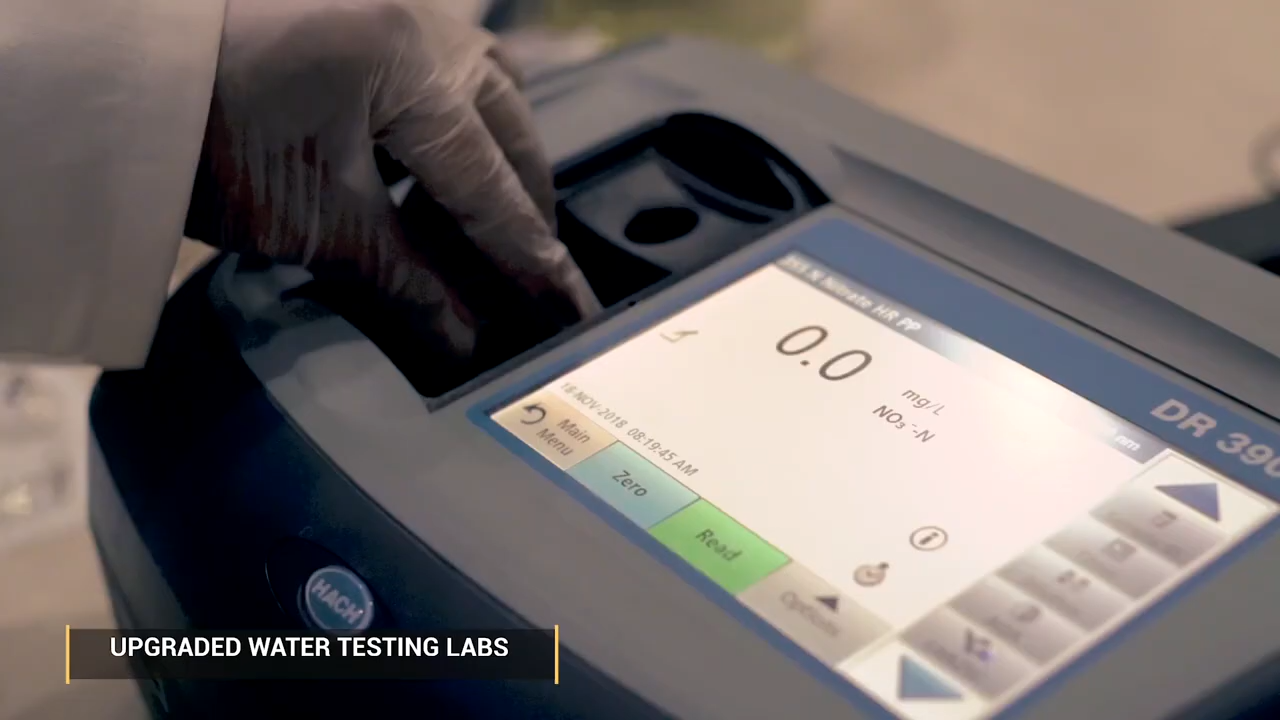 N Nitrate HR PP
0.0
mg/L
NO₃⁻-N
nm
DR 390
18-NOV-2018 08:19:45 AM
Main
Menu
Zero
Read
Options
HACH
UPGRADED WATER TESTING LABS